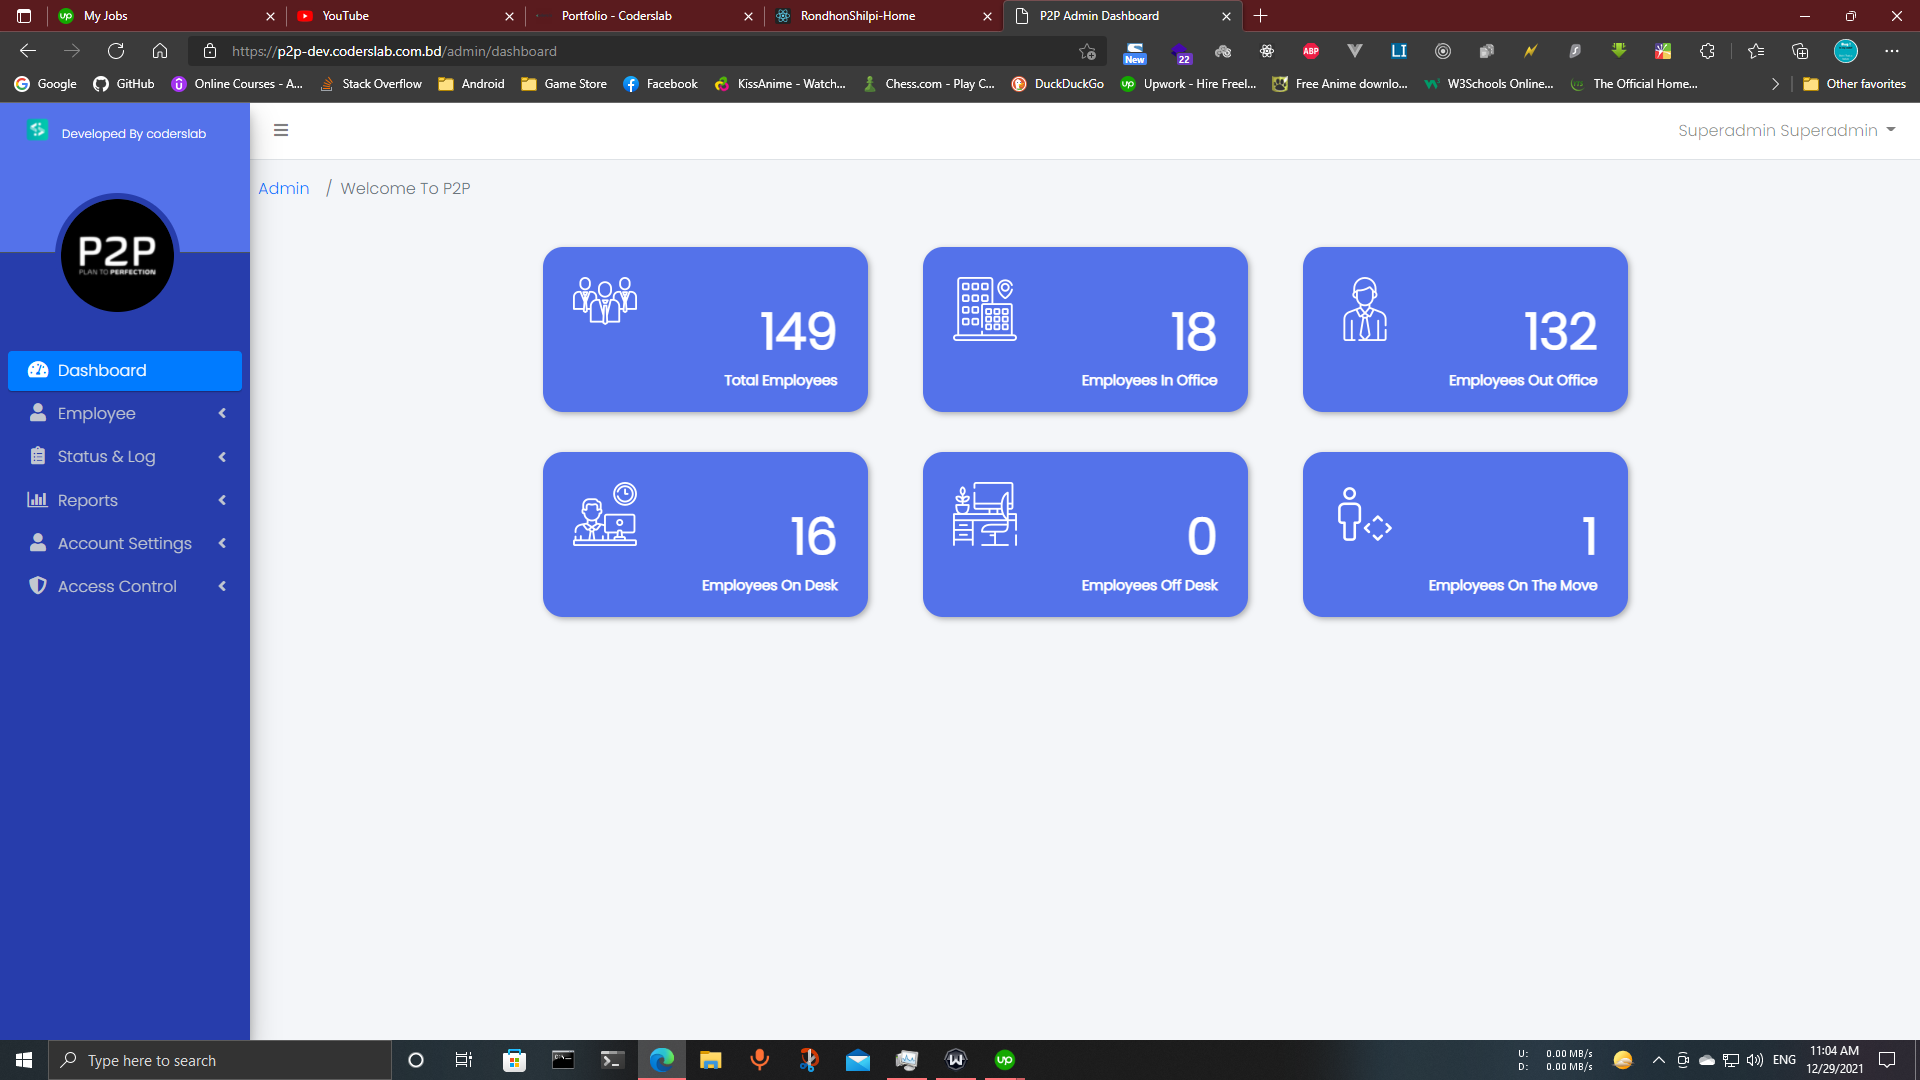 My Jobs
YouTube
Portfolio - Coderslab
RondhonShilpi-Home
P2P Admin Dashboard
https://p2p-dev.coderslab.com.bd/admin/dashboard
New
22
ABP
LI
Google
GitHub
Online Courses - A...
Stack Overflow
Android
Game Store
Facebook
KissAnime - Watch...
Chess.com - Play C...
DuckDuckGo
Upwork - Hire Freel...
Free Anime downlo...
W3Schools Online...
The Official Home...
Other favorites
Developed By coderslab
Superadmin Superadmin
Admin / Welcome To P2P
P2P
PLAN TO PERFECTION
Dashboard
Employee
Status & Log
Reports
Account Settings
Access Control
149
Total Employees
18
Employees In Office
132
Employees Out Office
16
Employees On Desk
0
Employees Off Desk
1
Employees On The Move
Type here to search
U: 0.00 MB/s
D: 0.00 MB/s
ENG
11:04 AM
12/29/2021